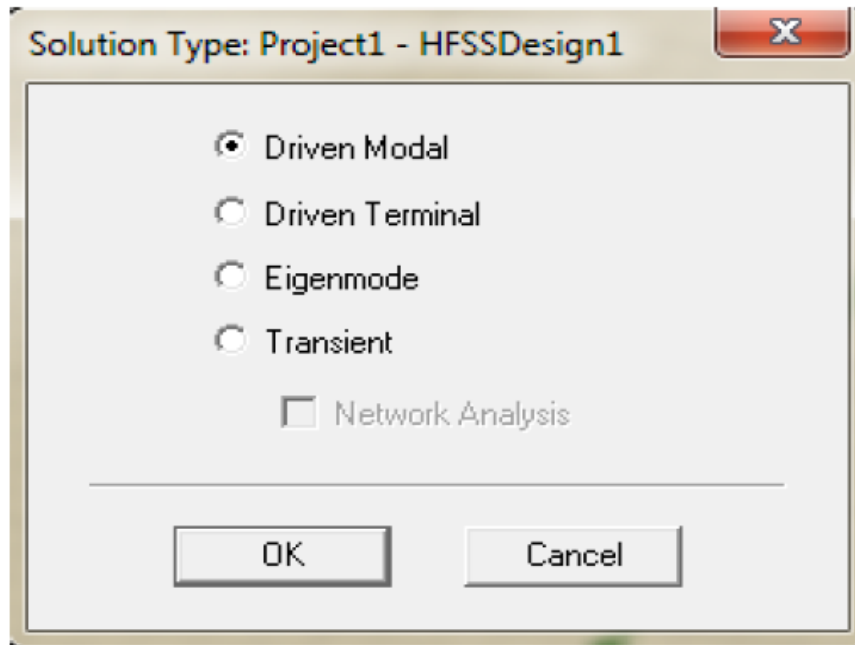 Solution Type: Project1 - HFSSDesign1
Driven Modal
Driven Terminal
Eigenmode
Transient
Network Analysis
OK
Cancel